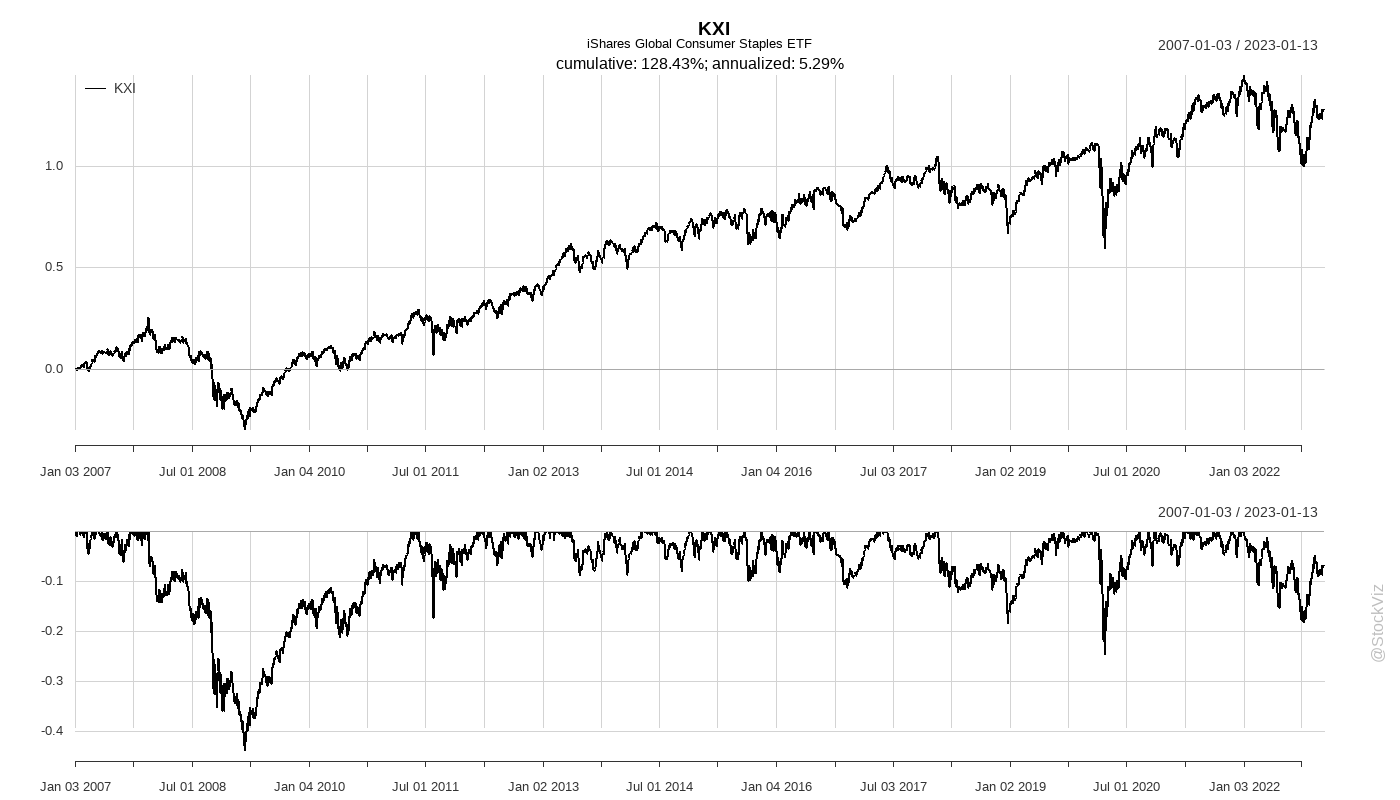 KXI
iShares Global Consumer Staples ETF
2007-01-03 / 2023-01-13
cumulative: 128.43%; annualized: 5.29%
KXI
1.0
0.5
0.0
Jan 03 2007 Jul 01 2008 Jan 04 2010 Jul 01 2011 Jan 02 2013 Jul 01 2014 Jan 04 2016 Jul 03 2017 Jan 02 2019 Jul 01 2020 Jan 03 2022
2007-01-03 / 2023-01-13
-0.1
-0.2
-0.3
-0.4
Jan 03 2007 Jul 01 2008 Jan 04 2010 Jul 01 2011 Jan 02 2013 Jul 01 2014 Jan 04 2016 Jul 03 2017 Jan 02 2019 Jul 01 2020 Jan 03 2022
@StockViz